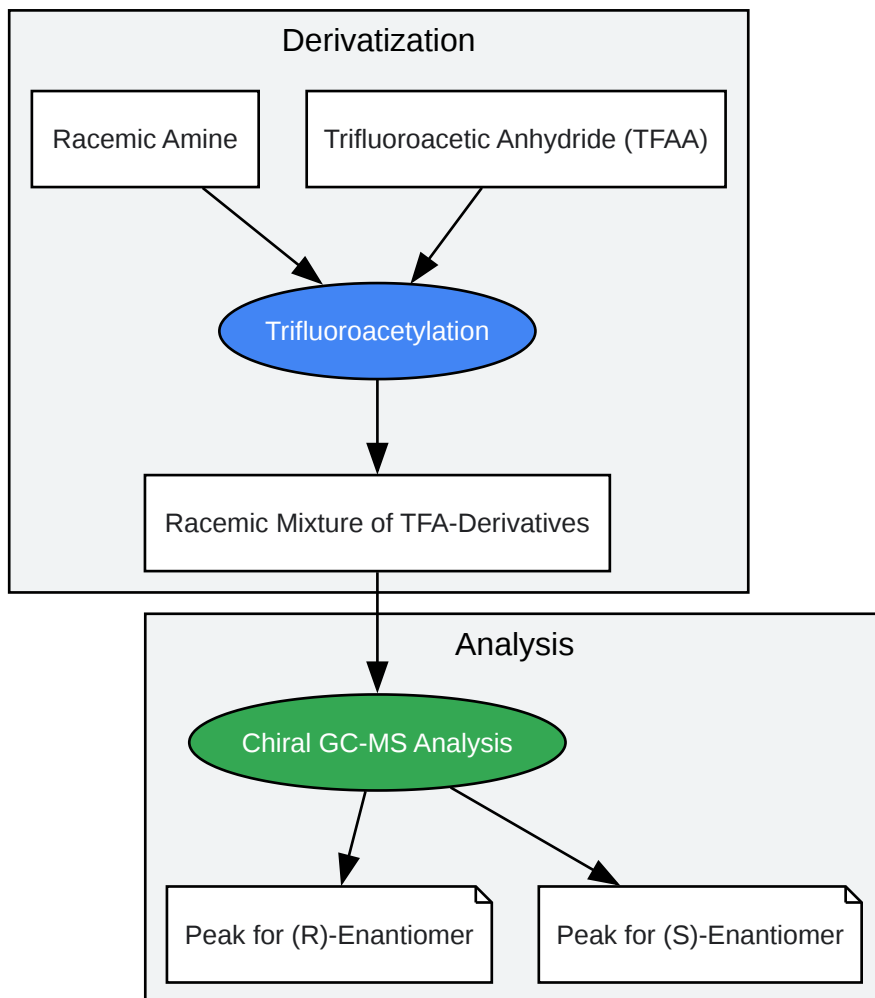 Derivatization
Racemic Amine
Trifluoroacetic Anhydride (TFAA)
Trifluoroacetylation
Racemic Mixture of TFA-Derivatives
Analysis
Chiral GC-MS Analysis
Peak for (R)-Enantiomer
Peak for (S)-Enantiomer